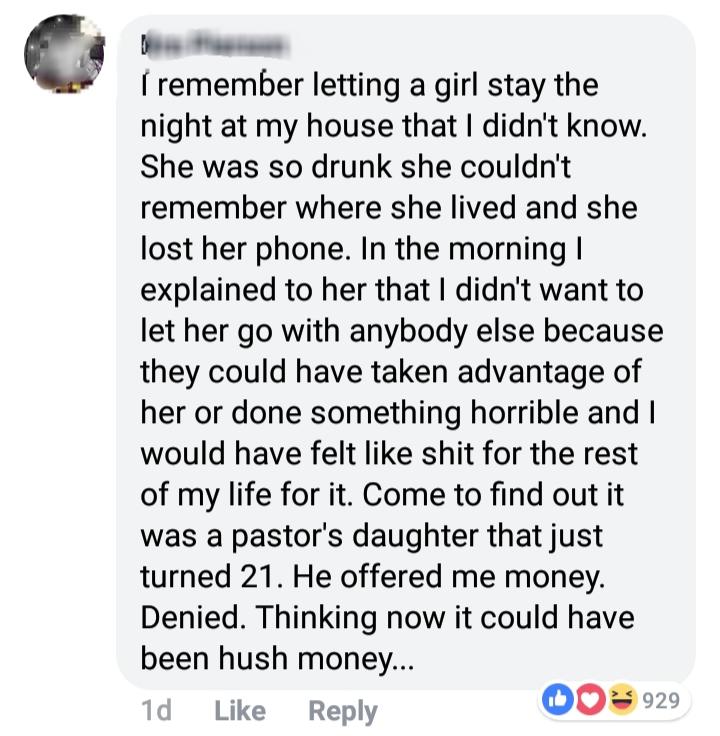 I remember letting a girl stay the
night at my house that I didn't know.
She was so drunk she couldn't
remember where she lived and she
lost her phone. In the morning I
explained to her that I didn't want to
let her go with anybody else because
they could have taken advantage of
her or done something horrible and I
would have felt like shit for the rest
of my life for it. Come to find out it
was a pastor's daughter that just
turned 21. He offered me money.
Denied. Thinking now it could have
been hush money...
1d Like Reply 929